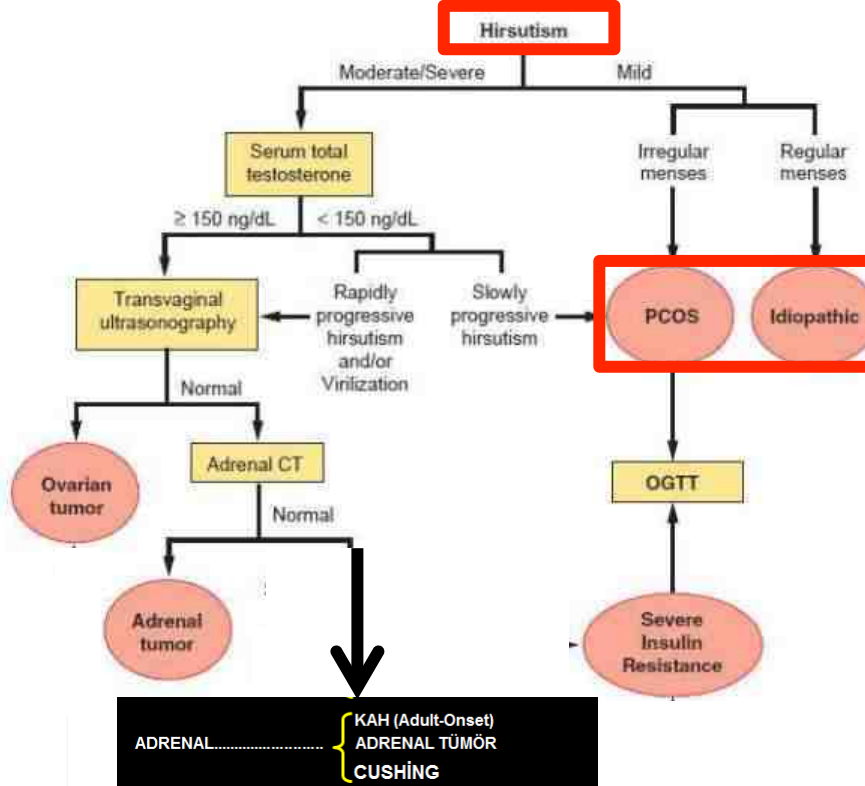 Hirsutism
Moderate/Severe
Mild
Serum total
testosterone
Irregular
menses
Regular
menses
≥ 150 ng/dL
< 150 ng/dL
Transvaginal
ultrasonography
Rapidly
progressive
hirsutism
and/or
Virilization
Slowly
progressive
hirsutism
PCOS
Idiopathic
Normal
Ovarian
tumor
Adrenal CT
OGTT
Normal
Adrenal
tumor
Severe
Insulin
Resistance
ADRENAL............................
KAH (Adult-Onset)
ADRENAL TÜMÖR
CUSHİNG